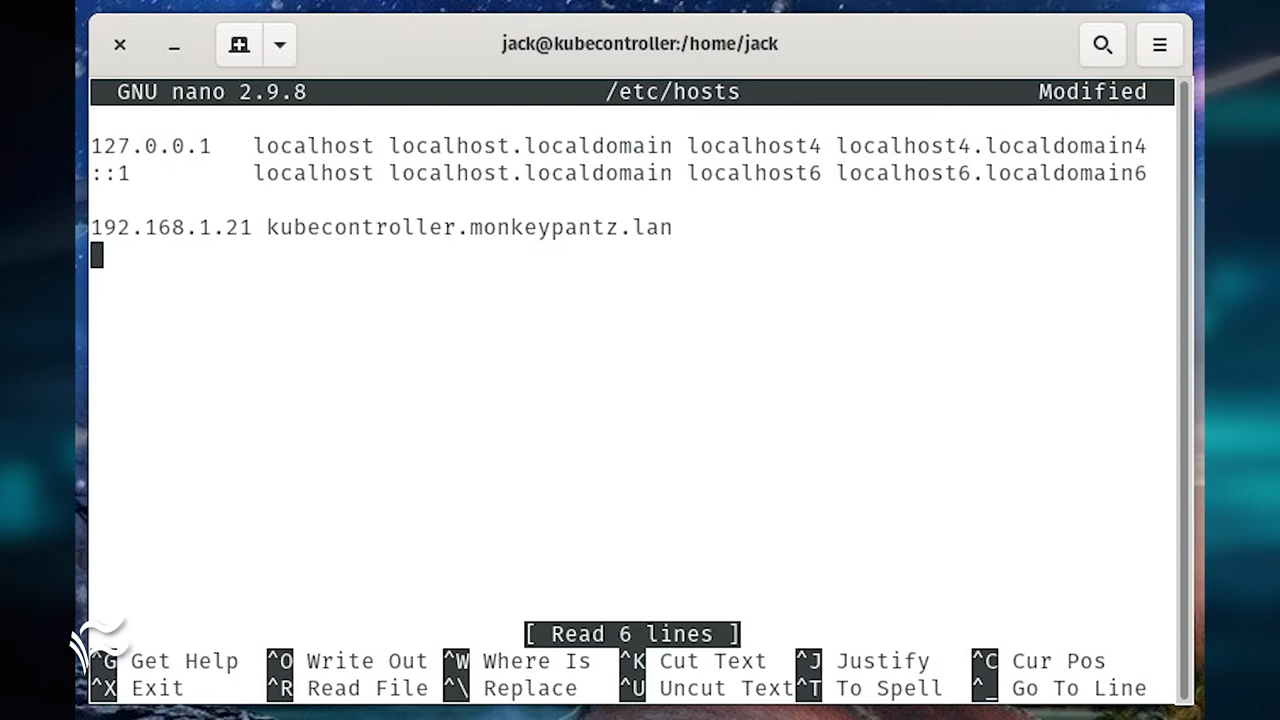 jack@kubecontroller:/home/jack
GNU nano 2.9.8 /etc/hosts Modified
127.0.0.1 localhost localhost.localdomain localhost4 localhost4.localdomain4
::1 localhost localhost.localdomain localhost6 localhost6.localdomain6
192.168.1.21 kubecontroller.monkeypantz.lan
[ Read 6 lines ]
^G Get Help ^O Write Out ^W Where Is ^K Cut Text ^J Justify ^C Cur Pos
^X Exit ^R Read File ^\ Replace ^U Uncut Text ^T To Spell ^_ Go To Line